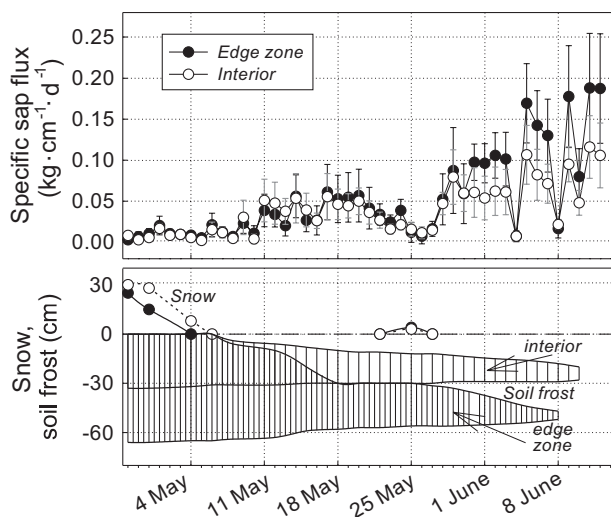 Specific sap flux
(kg·cm⁻¹·d⁻¹)
0.25
0.20
0.15
0.10
0.05
0.00
Edge zone
Interior
Snow,
soil frost (cm)
30
0
-30
-60
Snow
interior
Soil frost
edge
zone
4 May
11 May
18 May
25 May
1 June
8 June